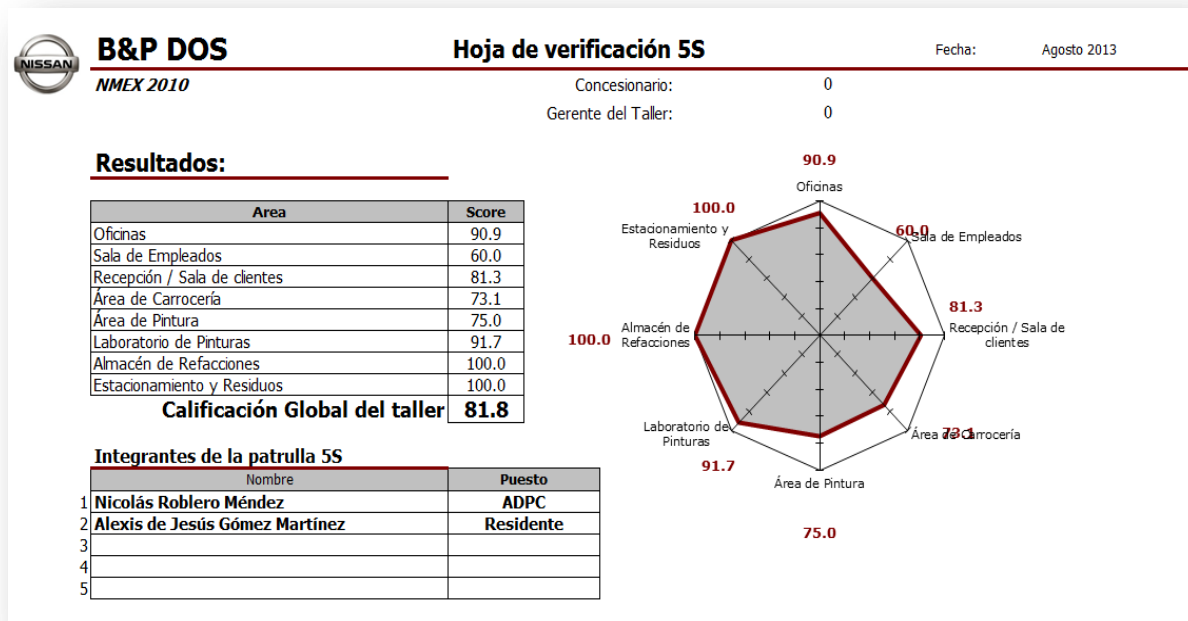 NISSAN
B&P DOS Hoja de verificación 5S Fecha: Agosto 2013
NMEX 2010 Concesionario: 0
Gerente del Taller: 0
Resultados:
Area Score
Oficinas 90.9
Sala de Empleados 60.0
Recepción / Sala de clientes 81.3
Área de Carrocería 73.1
Área de Pintura 75.0
Laboratorio de Pinturas 91.7
Almacén de Refacciones 100.0
Estacionamiento y Residuos 100.0
Calificación Global del taller 81.8
90.9
Oficinas
60.0
Sala de Empleados
81.3
Recepción / Sala de
clientes
73.1
Área de Carrocería
Área de Pintura
75.0
Laboratorio de
Pinturas
91.7
100.0
Almacén de
Refacciones
100.0
Estacionamiento y
Residuos
Integrantes de la patrulla 5S
Nombre Puesto
1 Nicolás Roblero Méndez ADPC
2 Alexis de Jesús Gómez Martínez Residente
3
4
5